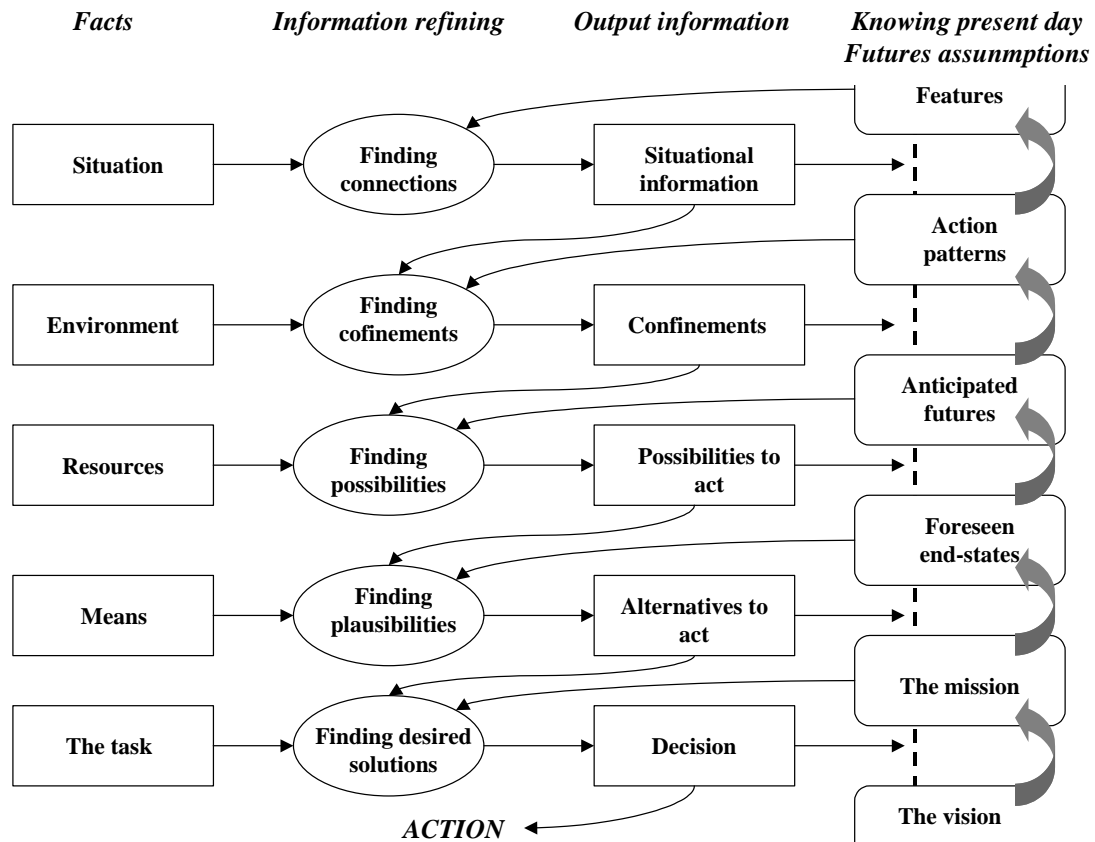 Facts
Information refining
Output information
Knowing present day
Futures assunmptions
Features
Situation
Finding
connections
Situational
information
Action
patterns
Environment
Finding
cofinements
Confinements
Anticipated
futures
Resources
Finding
possibilities
Possibilities to
act
Foreseen
end-states
Means
Finding
plausibilities
Alternatives to
act
The mission
The task
Finding desired
solutions
Decision
The vision
ACTION